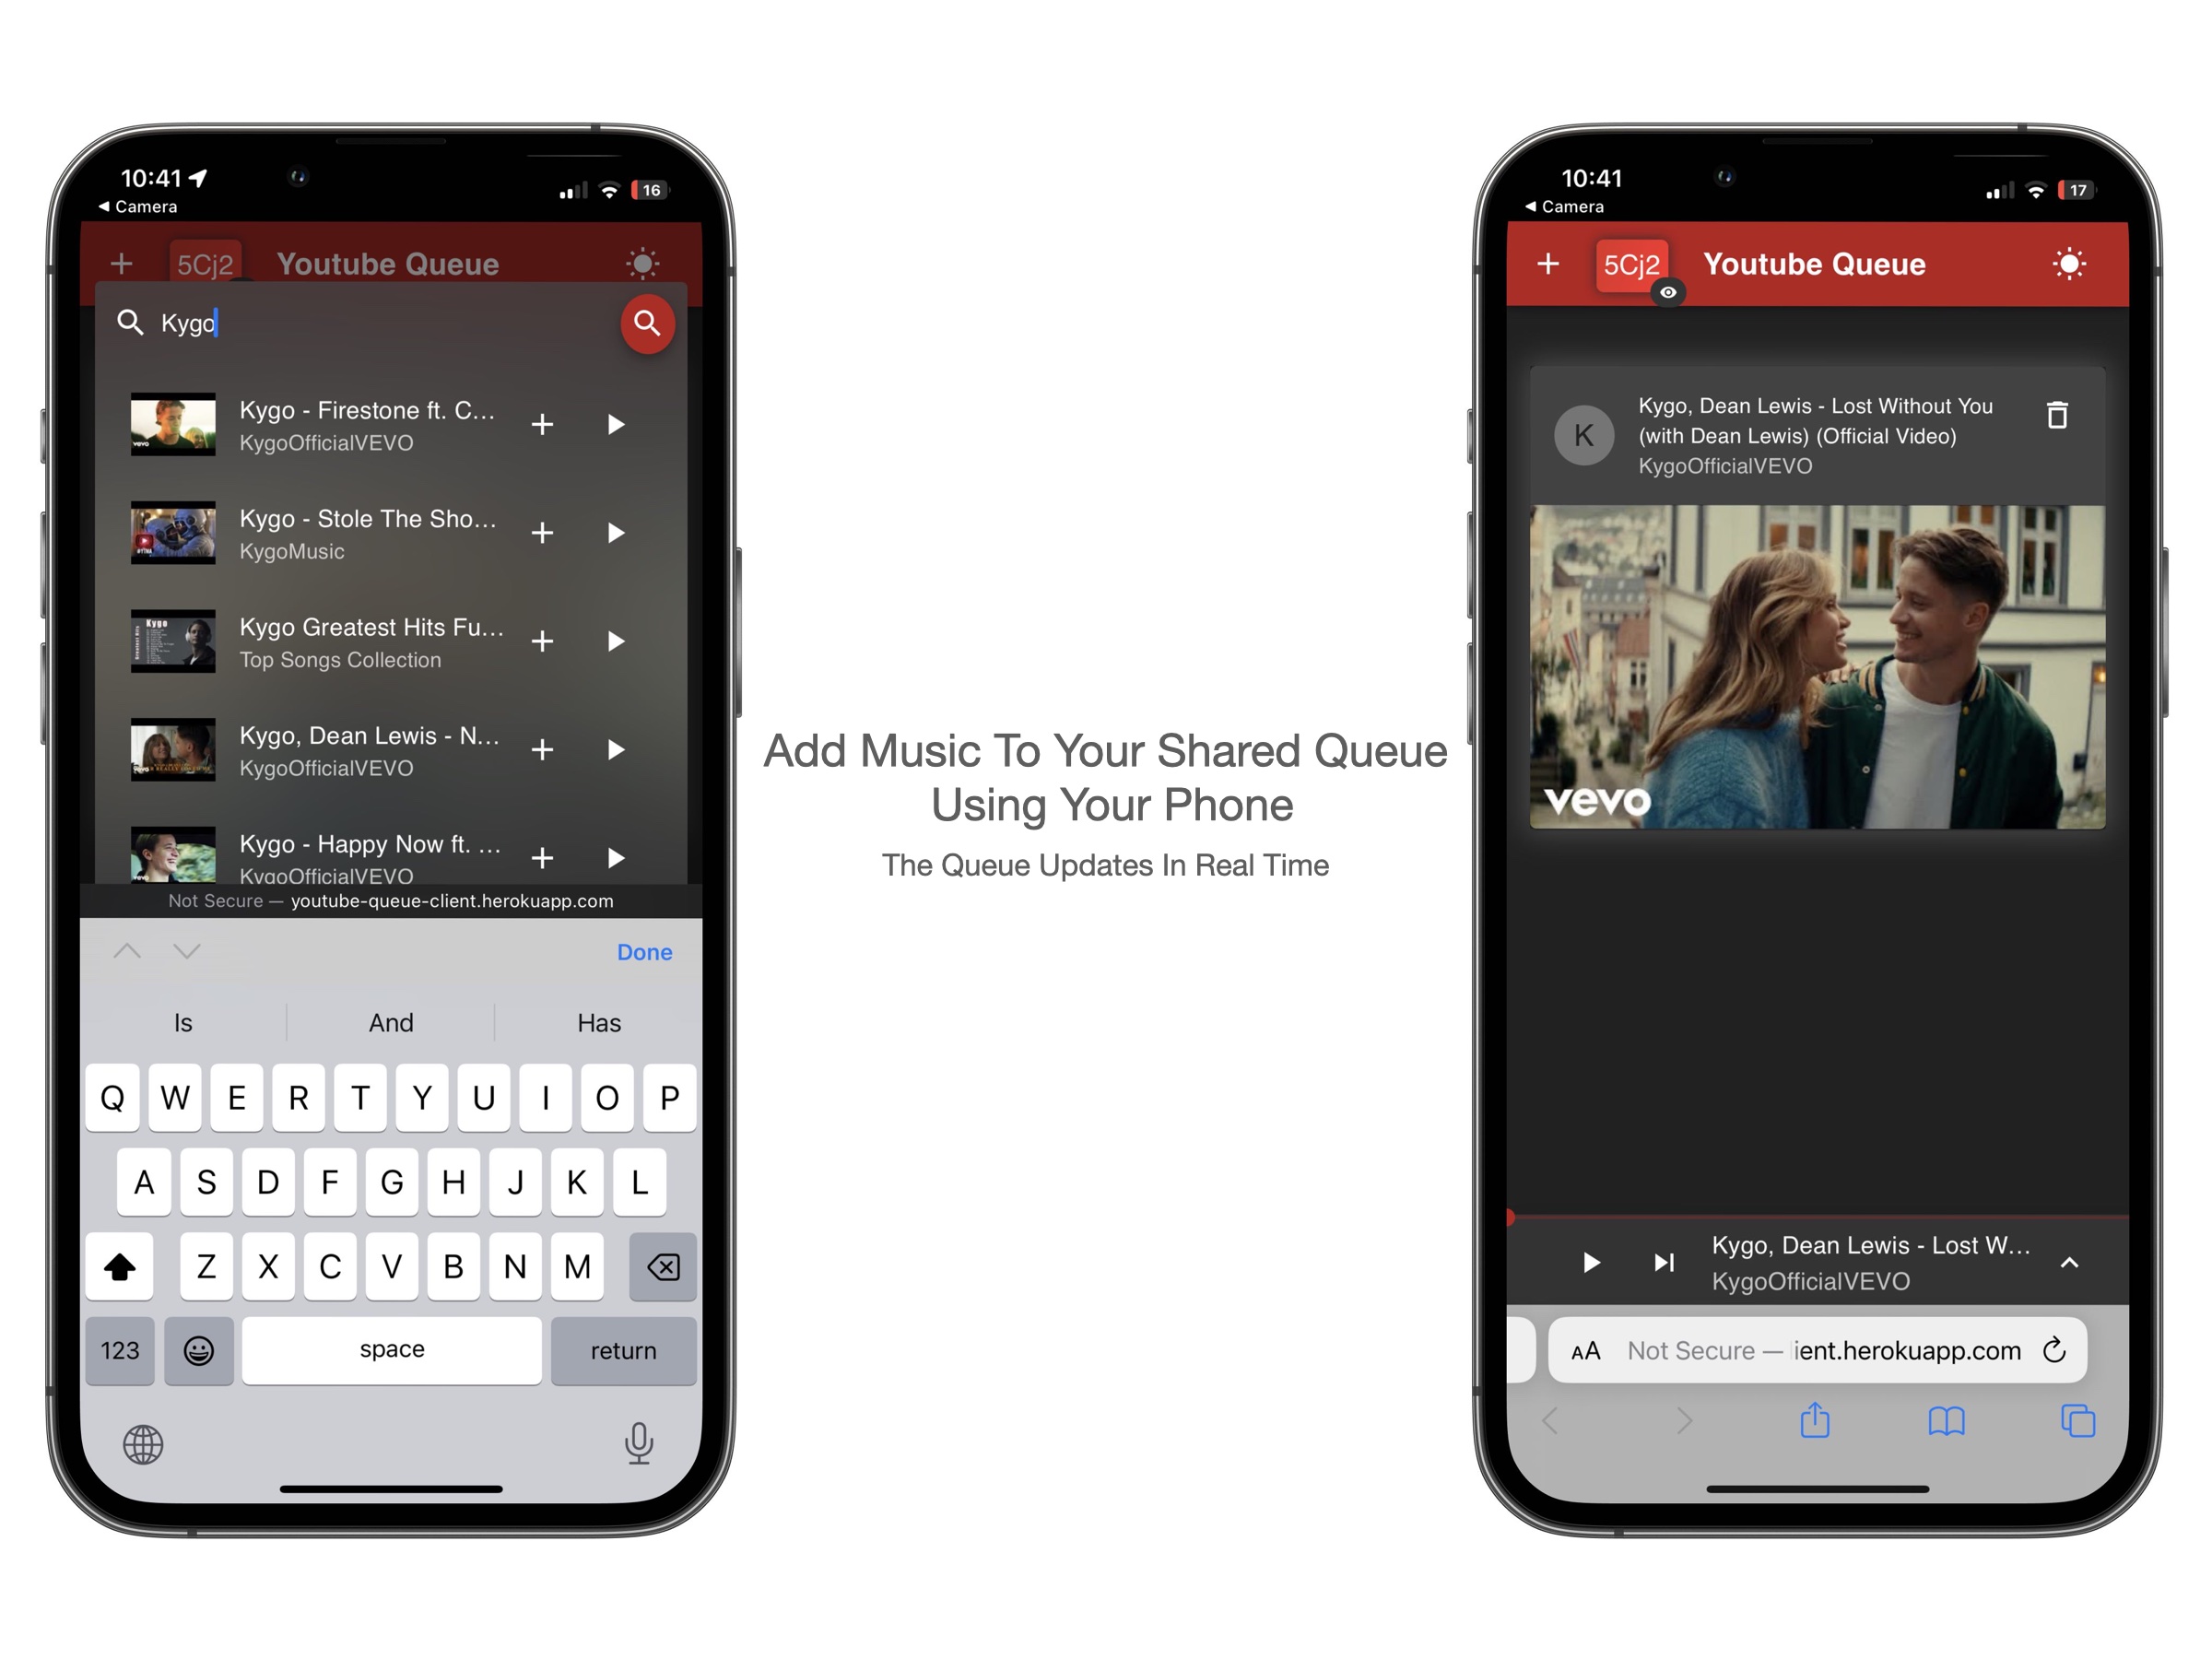 10:41
16
Camera
+ 5Cj2 Youtube Queue
Kygo
Kygo - Firestone ft. C...
KygoOfficialVEVO
Kygo - Stole The Sho...
KygoMusic
Kygo
Kygo Greatest Hits Fu...
Top Songs Collection
Kygo, Dean Lewis - N...
KygoOfficialVEVO
Kygo - Happy Now ft. ...
KygoOfficialVEVO
Not Secure — youtube-queue-client.herokuapp.com
Done
Is And Has
Q W E R T Y U I O P
A S D F G H J K L
Z X C V B N M
123 space return
Add Music To Your Shared Queue
Using Your Phone
The Queue Updates In Real Time
10:41
17
Camera
+ 5Cj2 Youtube Queue
K
Kygo, Dean Lewis - Lost Without You
(with Dean Lewis) (Official Video)
KygoOfficialVEVO
vevo
Kygo, Dean Lewis - Lost W...
KygoOfficialVEVO
AA Not Secure — ient.herokuapp.com